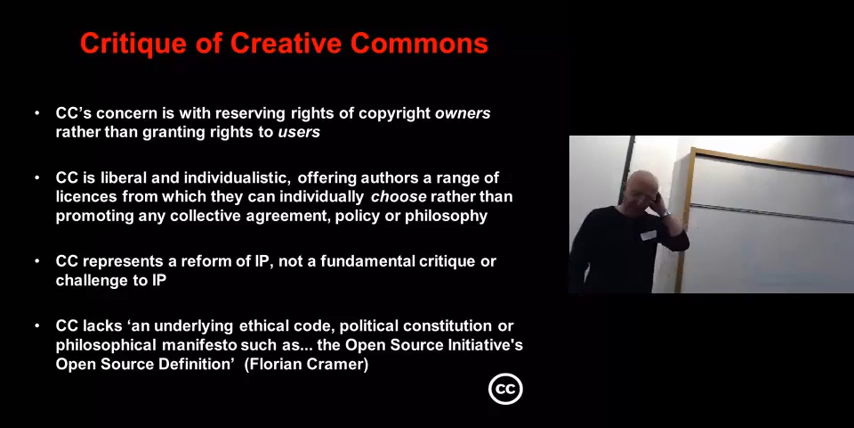 Critique of Creative Commons
• CC's concern is with reserving rights of copyright owners
rather than granting rights to users
• CC is liberal and individualistic, offering authors a range of
licences from which they can individually choose rather than
promoting any collective agreement, policy or philosophy
• CC represents a reform of IP, not a fundamental critique or
challenge to IP
• CC lacks ‘an underlying ethical code, political constitution or
philosophical manifesto such as... the Open Source Initiative's
Open Source Definition’ (Florian Cramer)
CC